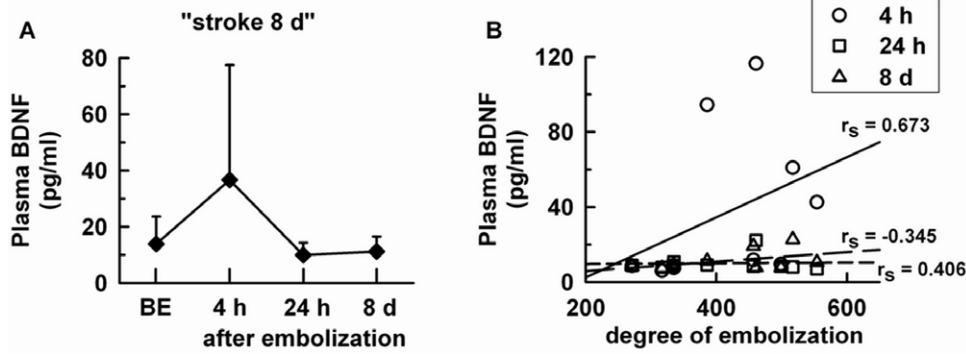 A
"stroke 8 d"
Plasma BDNF
(pg/ml)
80
60
40
20
0
BE 4 h 24 h 8 d
after embolization
B
4 h
24 h
8 d
Plasma BDNF
(pg/ml)
120
80
40
0
rs = 0.673
rs = -0.345
rs = 0.406
200 400 600
degree of embolization